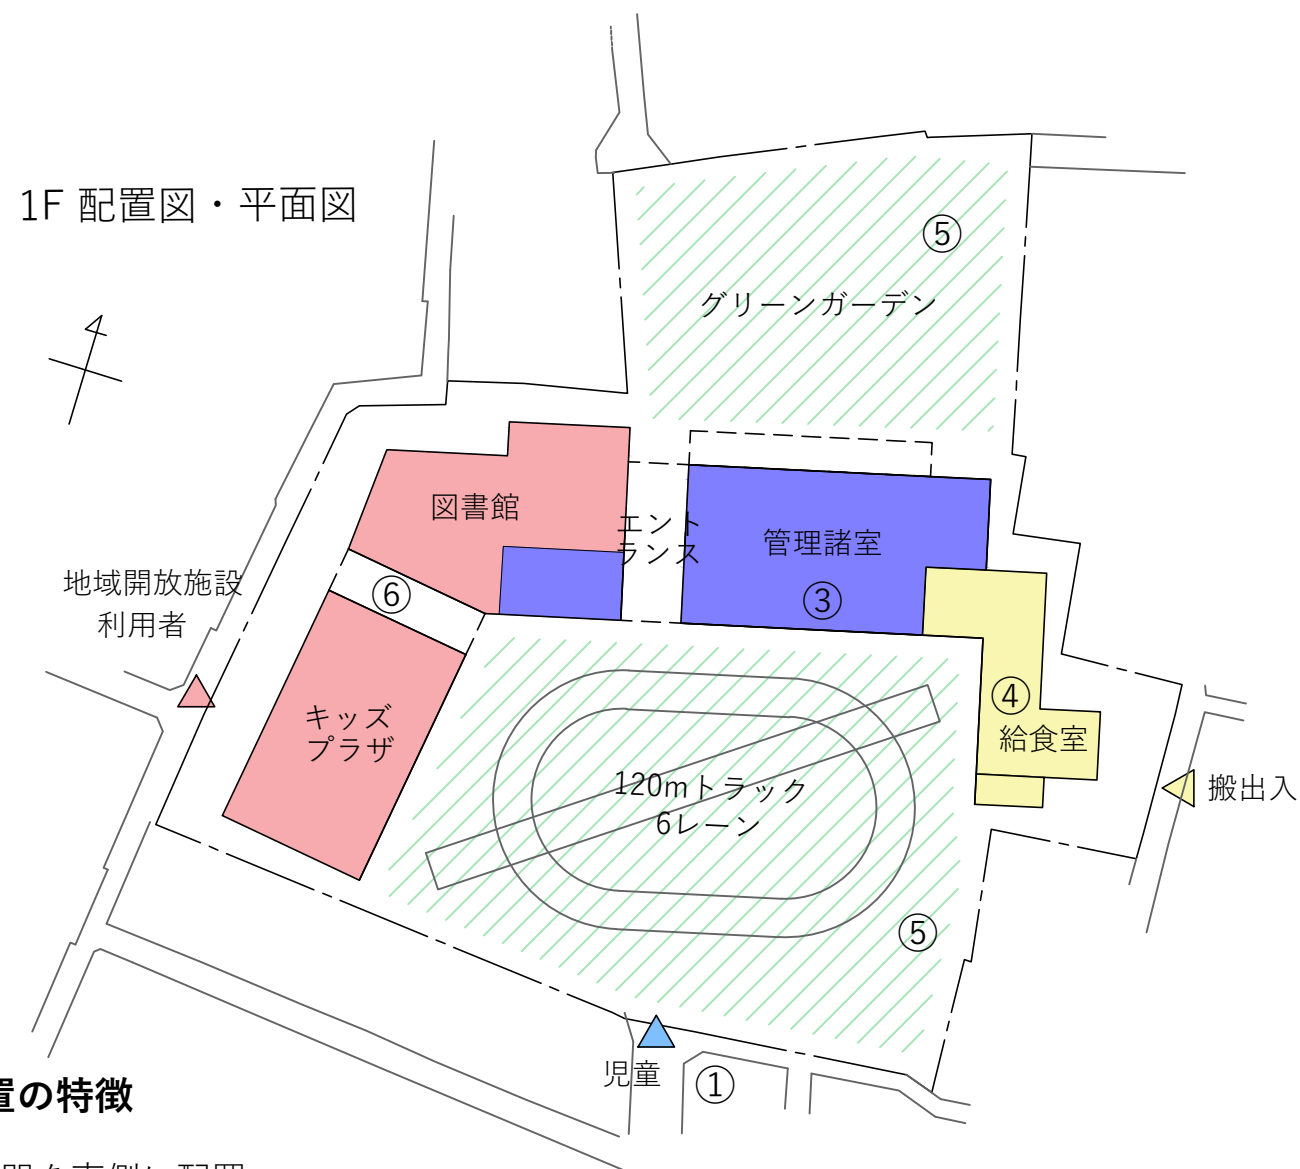 1F 配置図・平面図
⑤
グリーンガーデン
図書館
エント
ランス
管理諸室
③
地域開放施設
利用者
⑥
④
給食室
キッズ
プラザ
120mトラック
6レーン
搬出入
⑤
児童
①
置の特徴